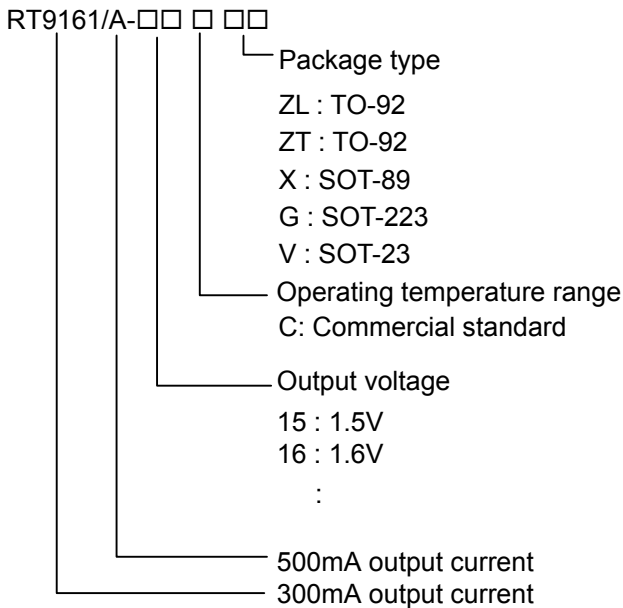 RT9161/A-□□ □ □□
Package type
ZL : TO-92
ZT : TO-92
X : SOT-89
G : SOT-223
V : SOT-23
Operating temperature range
C: Commercial standard
Output voltage
15 : 1.5V
16 : 1.6V
:
500mA output current
300mA output current